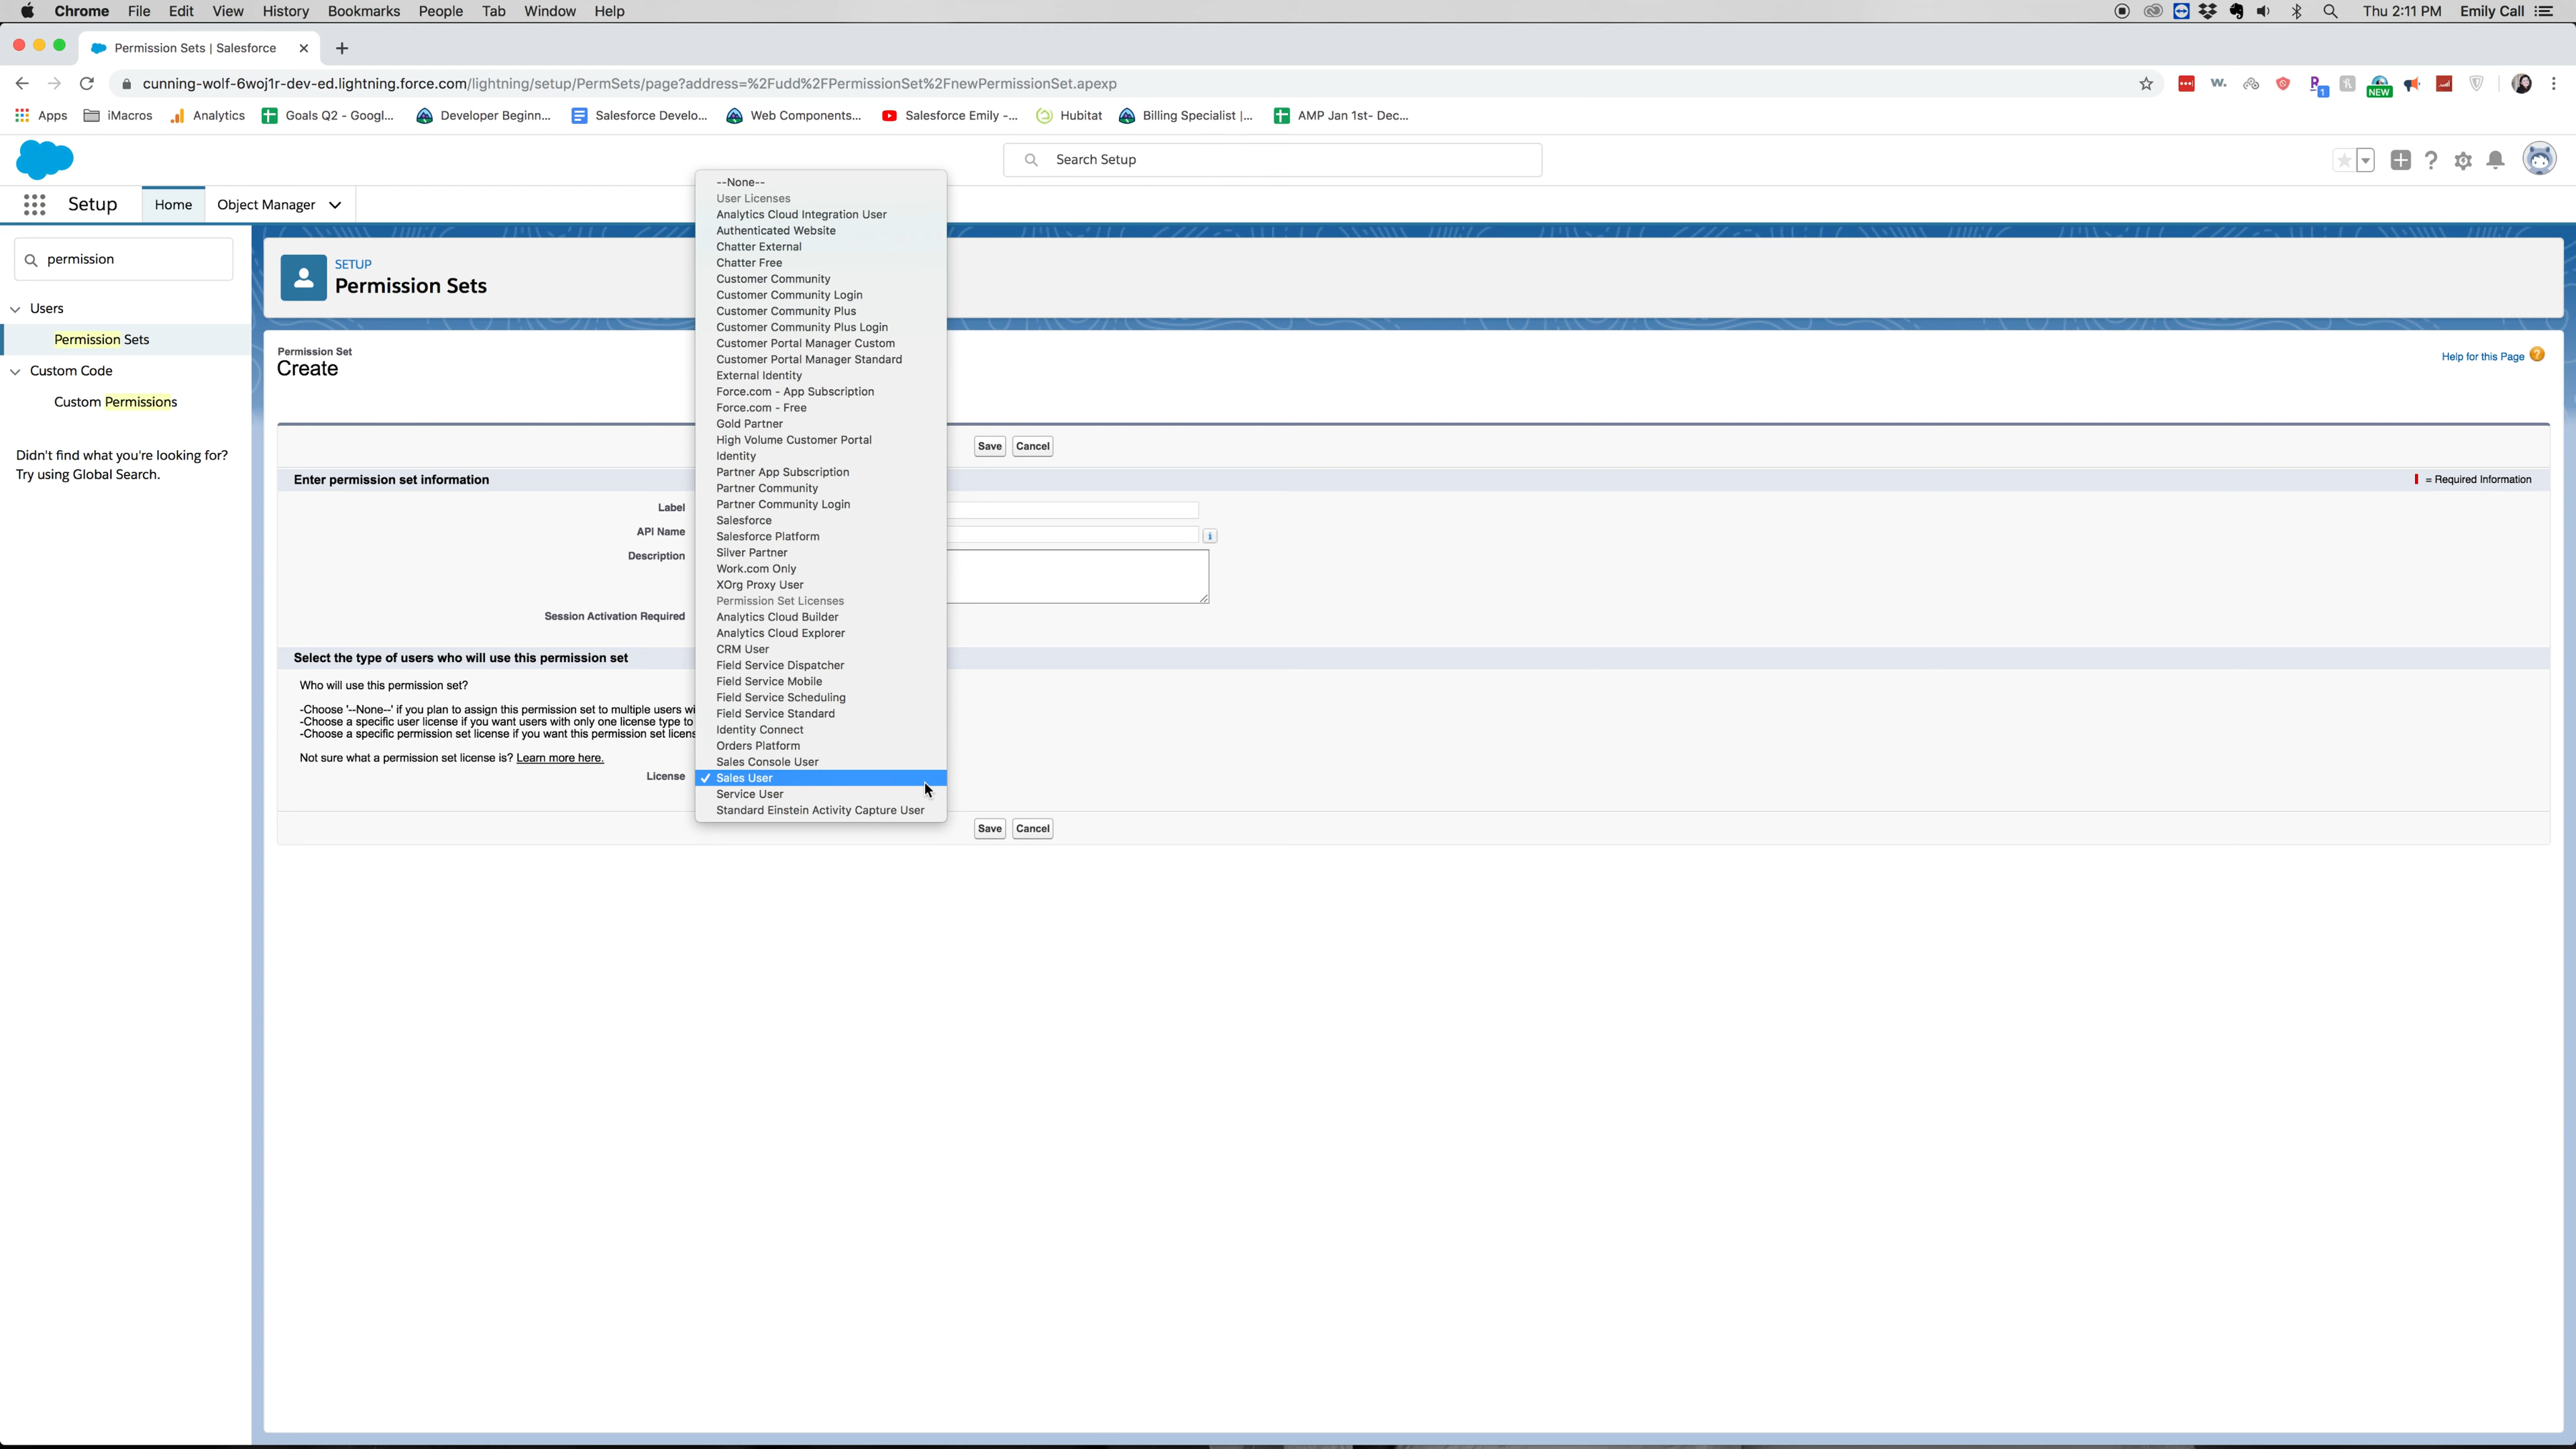 Chrome File Edit View History Bookmarks People Tab Window Help Thu 2:11 PM Emily Call
Permission Sets | Salesforce
cunning-wolf-6woj1r-dev-ed.lightning.force.com/lightning/setup/PermSets/page?address=%2Fudd%2FPermissionSet%2FnewPermissionSet.apexp
NEW
1
Apps iMacros Analytics Goals Q2 - Googl... Developer Beginn... Salesforce Develo... Web Components... Salesforce Emily -... Hubitat Billing Specialist |... AMP Jan 1st- Dec...
Search Setup
Setup Home Object Manager
permission
Users
Permission Sets
Custom Code
Custom Permissions
Didn't find what you're looking for?
Try using Global Search.
SETUP
Permission Sets
Permission Set
Create
Help for this Page
Save Cancel
Enter permission set information
= Required Information
Label
API Name
Description
Session Activation Required
Select the type of users who will use this permission set
Who will use this permission set?
-Choose '--None--' if you plan to assign this permission set to multiple users wi
-Choose a specific user license if you want users with only one license type to
-Choose a specific permission set license if you want this permission set licens
Not sure what a permission set license is? Learn more here.
License
--None--
User Licenses
Analytics Cloud Integration User
Authenticated Website
Chatter External
Chatter Free
Customer Community
Customer Community Login
Customer Community Plus
Customer Community Plus Login
Customer Portal Manager Custom
Customer Portal Manager Standard
External Identity
Force.com - App Subscription
Force.com - Free
Gold Partner
High Volume Customer Portal
Identity
Partner App Subscription
Partner Community
Partner Community Login
Salesforce
Salesforce Platform
Silver Partner
Work.com Only
XOrg Proxy User
Permission Set Licenses
Analytics Cloud Builder
Analytics Cloud Explorer
CRM User
Field Service Dispatcher
Field Service Mobile
Field Service Scheduling
Field Service Standard
Identity Connect
Orders Platform
Sales Console User
✓ Sales User
Service User
Standard Einstein Activity Capture User
Save Cancel